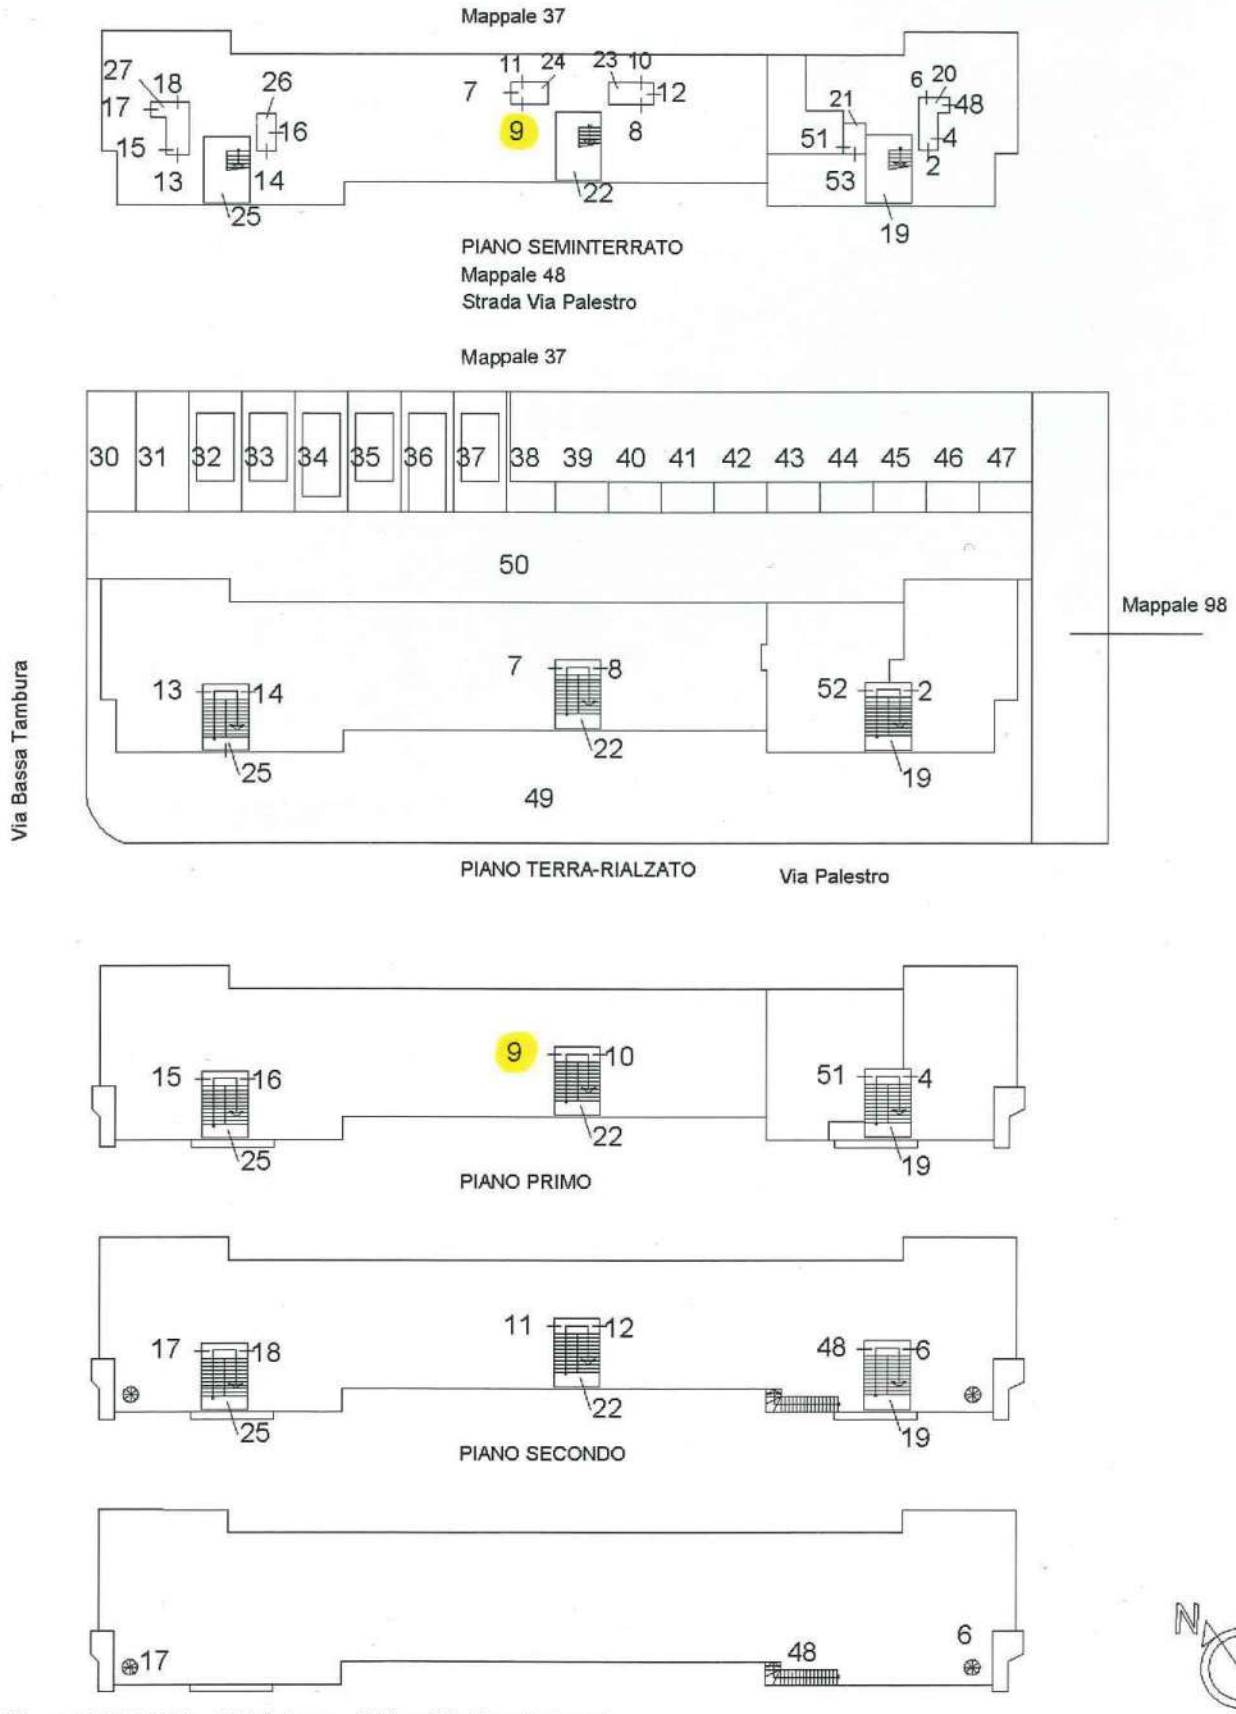 Mappale 37
11 24 23 10
27 18 26 7 12 6 20 48
17 16 9 8 21 51 4
15 13 14 53 2
25 22 19
PIANO SEMINTERRATO
Mappale 48
Strada Via Palestro
Mappale 37
30 31 32 33 34 35 36 37 38 39 40 41 42 43 44 45 46 47
50
Mappale 98
Via Bassa Tambura
13 14 7 8 52 2
25 22 19
49
PIANO TERRA-RIALZATO
Via Palestro
9 10
15 16 51 4
25 22 19
PIANO PRIMO
11 12
17 18 48 6
25 22 19
PIANO SECONDO
17 48 6
N